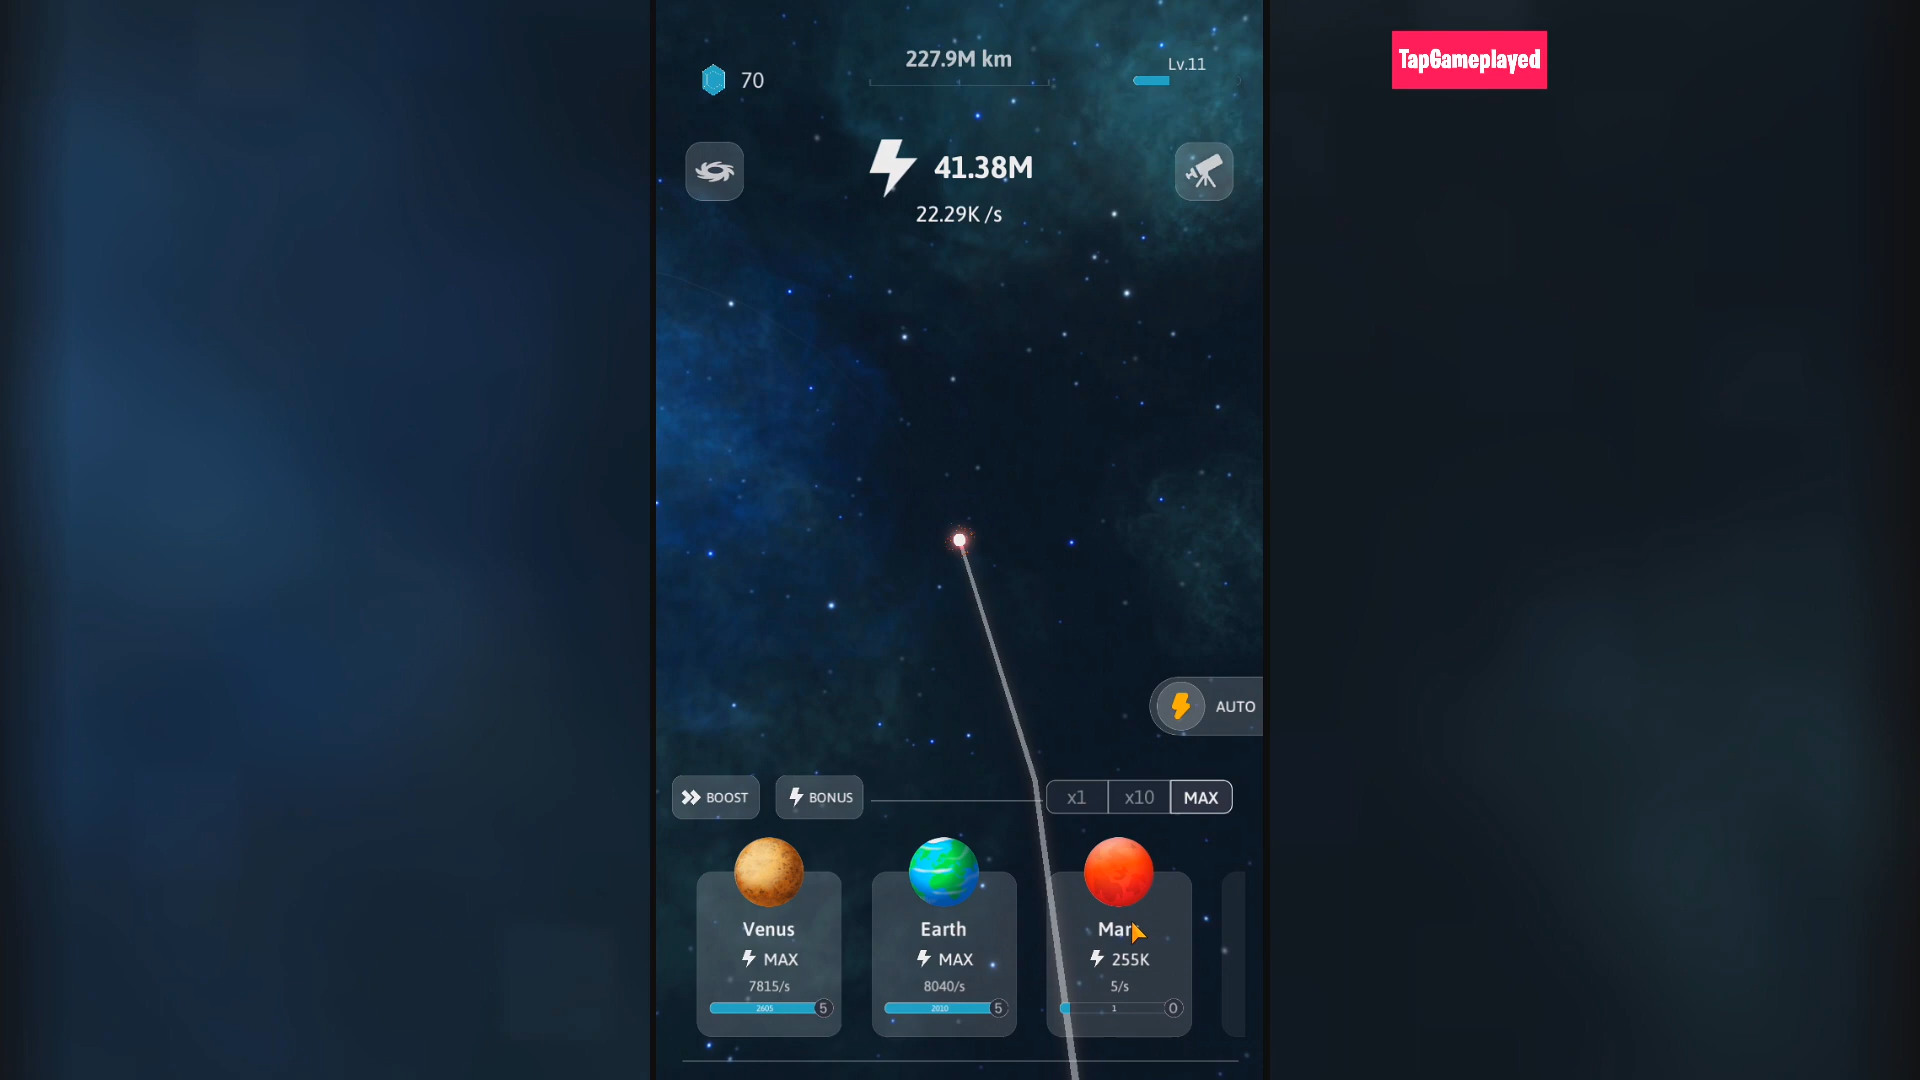 TapGameplayed
227.9M km
70
Lv.11
41.38M
22.29K /s
AUTO
BOOST
BONUS
x1
x10
MAX
Venus
MAX
7815/s
2605
5
Earth
MAX
8040/s
2010
5
Mars
255K
5/s
1
0